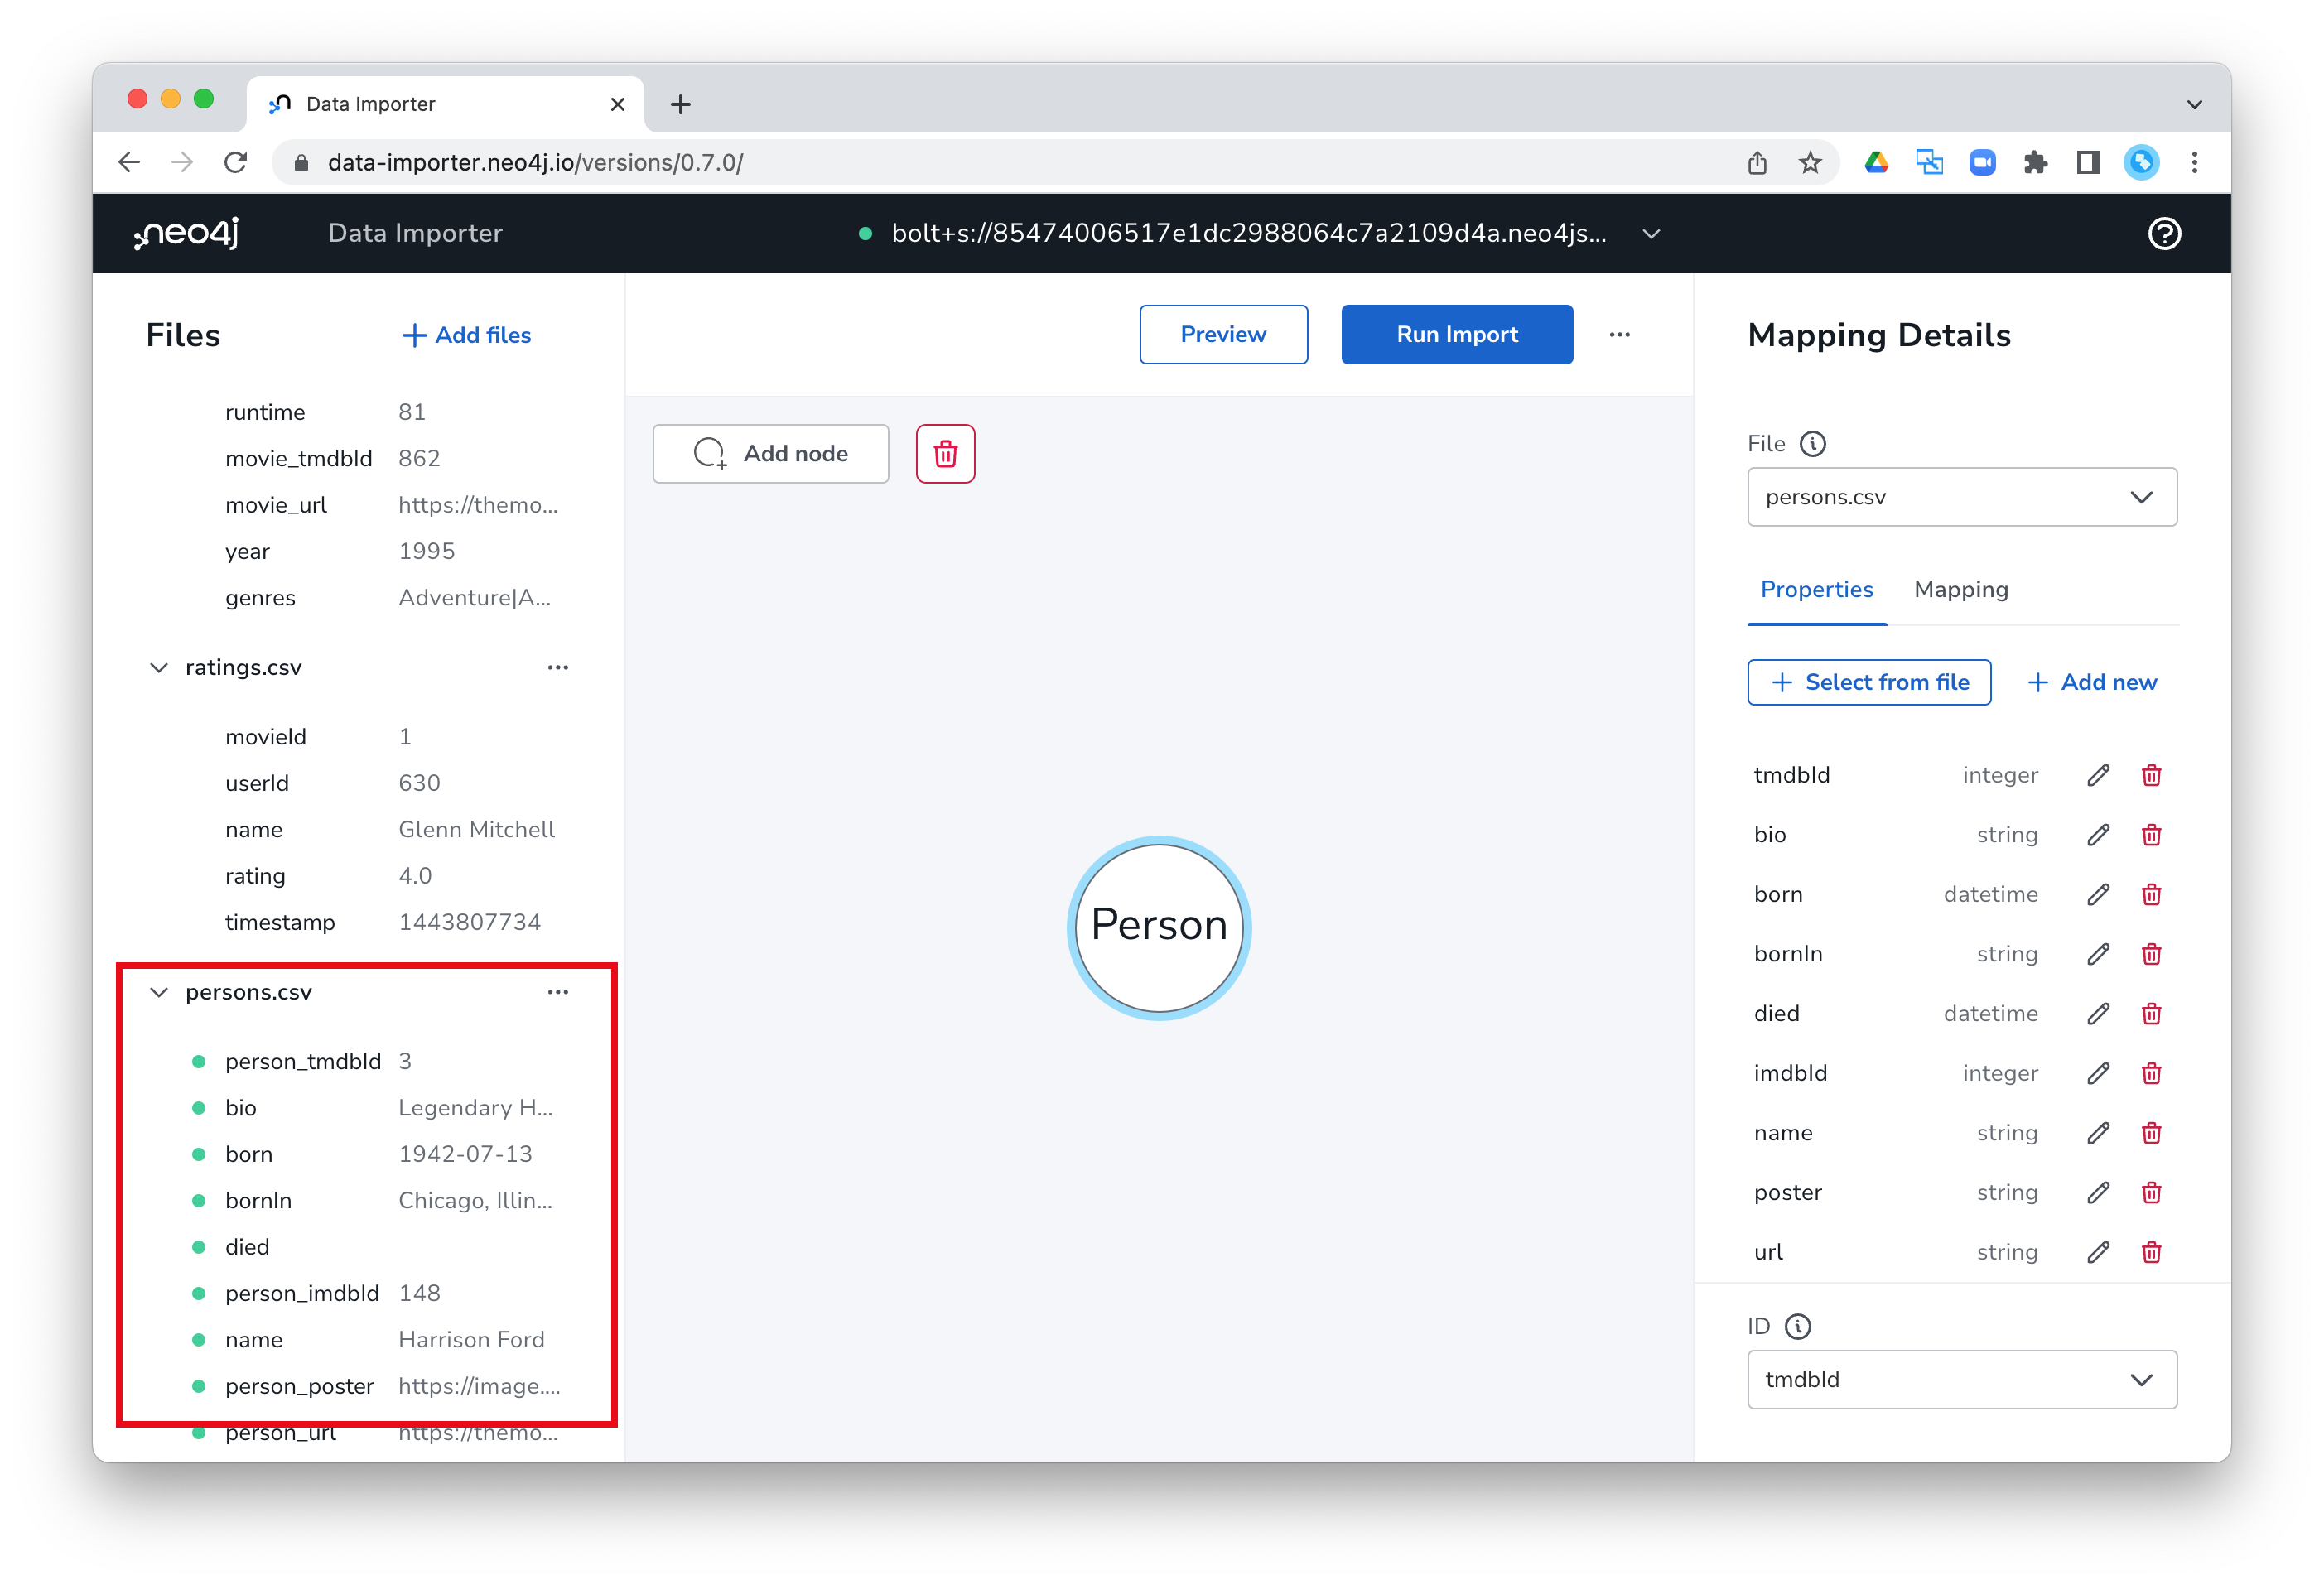 Data Importer
data-importer.neo4j.io/versions/0.7.0/
neo4j
Data Importer
bolt+s://85474006517e1dc2988064c7a2109d4a.neo4js...
Files
Add files
runtime 81
movie_tmdbId 862
movie_url https://themo...
year 1995
genres Adventure|A...
ratings.csv
movieId 1
userId 630
name Glenn Mitchell
rating 4.0
timestamp 1443807734
persons.csv
person_tmdbId 3
bio Legendary H...
born 1942-07-13
bornIn Chicago, Illin...
died
person_imdbId 148
name Harrison Ford
person_poster https://image....
person_url https://themo...
Preview
Run Import
Add node
Person
Mapping Details
File
persons.csv
Properties Mapping
Select from file Add new
tmdbId integer
bio string
born datetime
bornIn string
died datetime
imdbId integer
name string
poster string
url string
ID
tmdbId